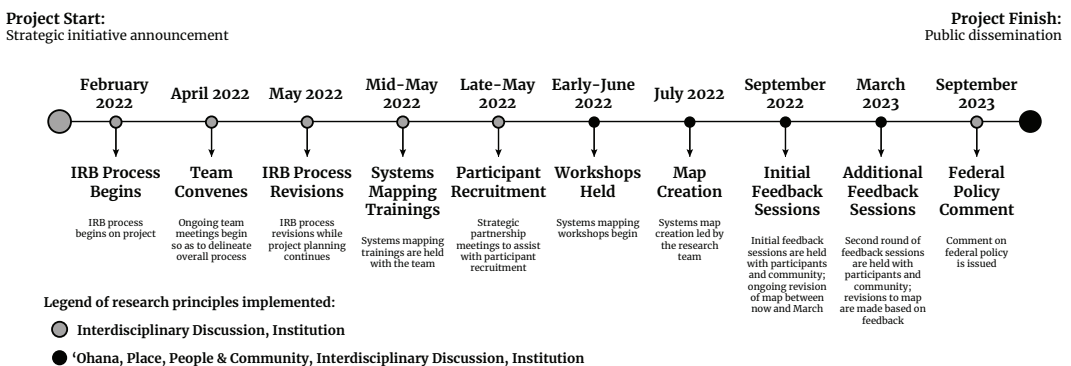 Project Start:
Strategic initiative announcement
Project Finish:
Public dissemination
February
2022
April 2022
May 2022
Mid-May
2022
Late-May
2022
Early-June
2022
July 2022
September
2022
March
2023
September
2023
IRB Process
Begins
IRB process
begins on project
Team
Convenes
Ongoing team
meetings begin
so as to delineate
overall process
IRB Process
Revisions
IRB process
revisions while
project planning
continues
Systems
Mapping
Trainings
Systems mapping
trainings are held
with the team
Participant
Recruitment
Strategic
partnership
meetings to assist
with participant
recruitment
Workshops
Held
Systems mapping
workshops begin
Map
Creation
Systems map
creation led by
the research
team
Initial
Feedback
Sessions
Initial feedback
sessions are held
with participants
and community;
ongoing revision
of map between
now and March
Additional
Feedback
Sessions
Second round of
feedback sessions
are held with
participants and
community;
revisions to map
are made based on
feedback
Federal
Policy
Comment
Comment on
federal policy
is issued
Legend of research principles implemented:
Interdisciplinary Discussion, Institution
‘Ohana, Place, People & Community, Interdisciplinary Discussion, Institution